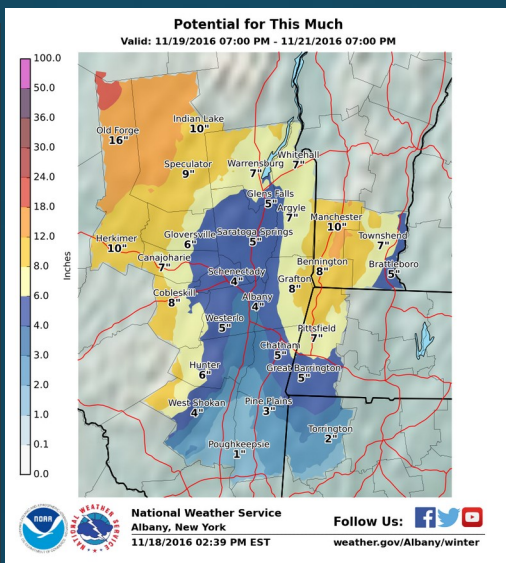 Potential for This Much
Valid: 11/19/2016 07:00 PM - 11/21/2016 07:00 PM
100.0
50.0
36.0
30.0
24.0
18.0
12.0
8.0
6.0
4.0
3.0
2.0
1.0
0.1
0.0
Inches
Old Forge
16"
Indian Lake
10"
Speculator
9"
Warrensburg
7"
Whitehall
7"
Glens Falls
5"
Argyle
7"
Manchester
10"
Herkimer
10"
Gloversville
6"
Saratoga Springs
5"
Townshend
7"
Canajoharie
7"
Bennington
8"
Brattleboro
5"
Schenectady
4"
Grafton
8"
Cobleskill
8"
Albany
4"
Westerlo
5"
Pittsfield
7"
Chatham
5"
Hunter
6"
Great Barrington
5"
West Shokan
4"
Pine Plains
3"
Torrington
2"
Poughkeepsie
1"
NOAA
NATIONAL WEATHER SERVICE
National Weather Service
Albany, New York
11/18/2016 02:39 PM EST
Follow Us:
weather.gov/Albany/winter